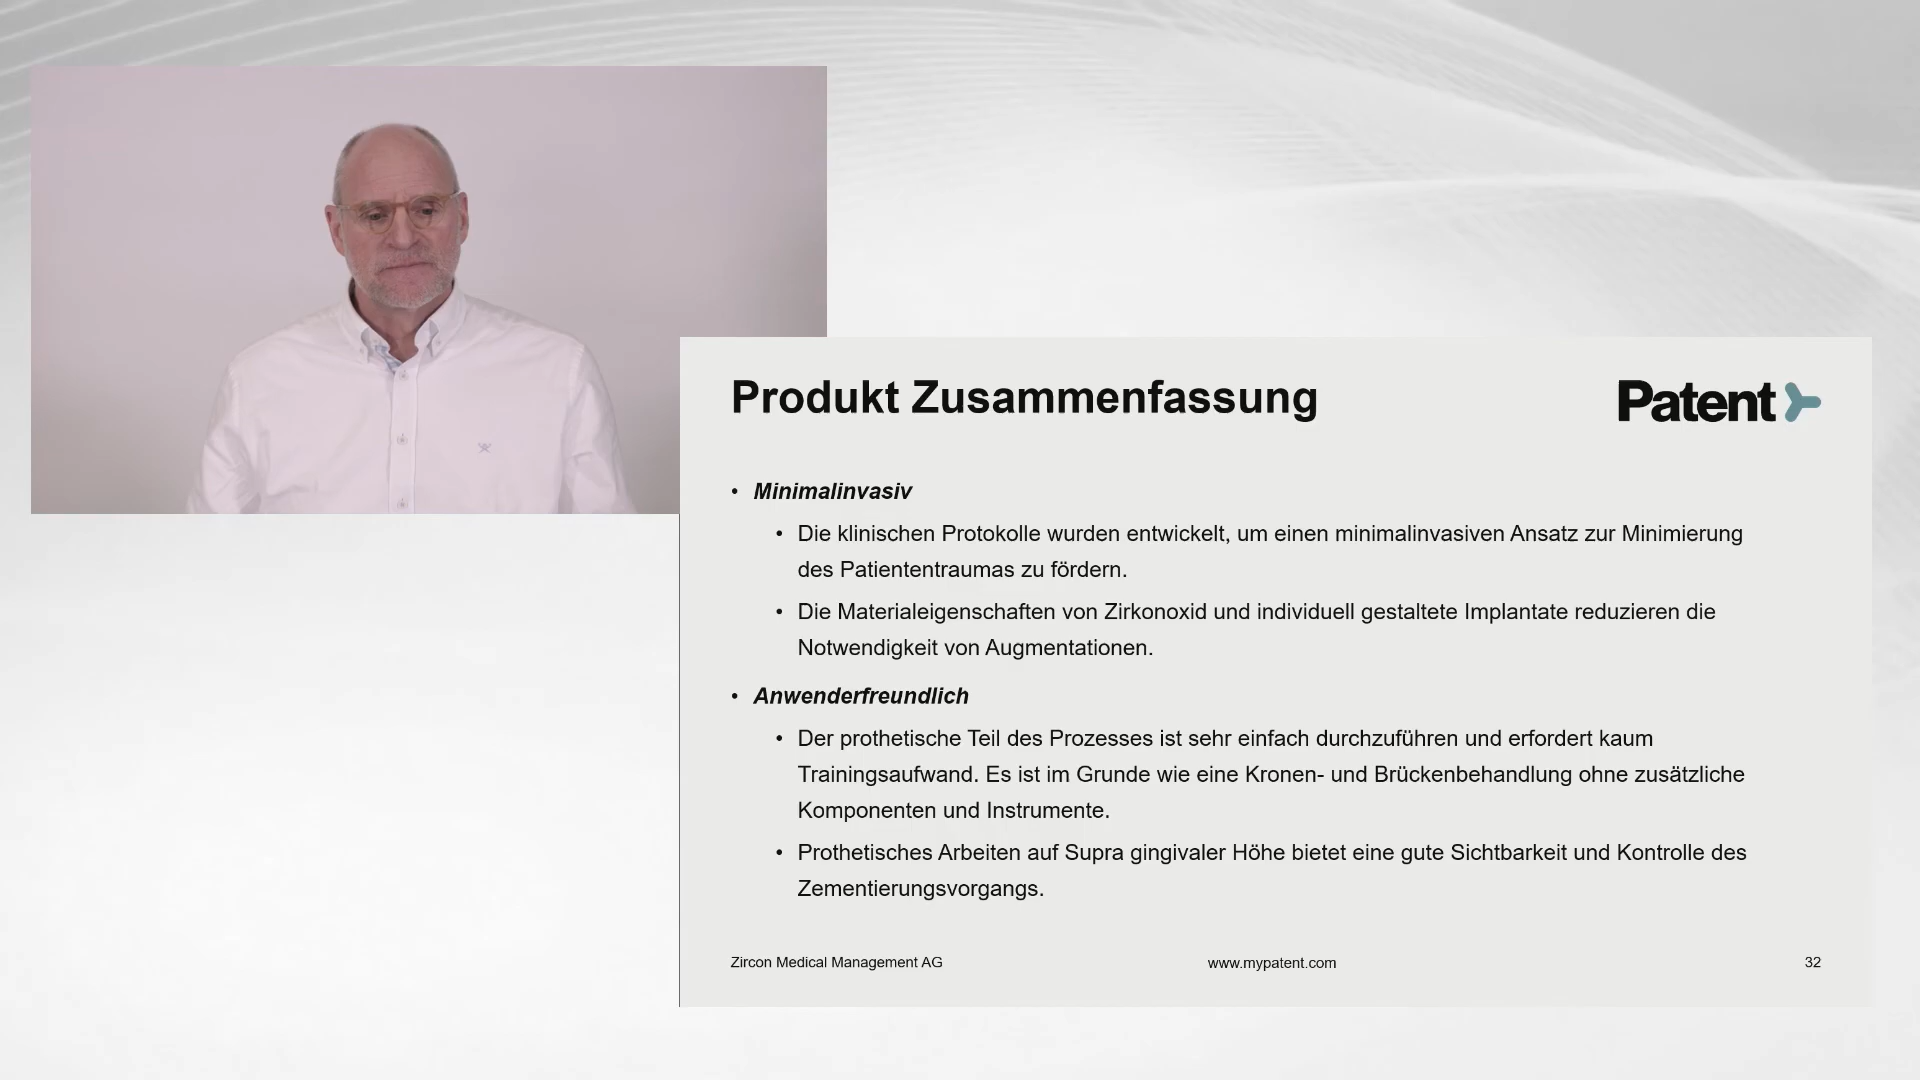 Produkt Zusammenfassung
Patent
• Minimalinvasiv
• Die klinischen Protokolle wurden entwickelt, um einen minimalinvasiven Ansatz zur Minimierung
des Patiententraumas zu fördern.
• Die Materialeigenschaften von Zirkonoxid und individuell gestaltete Implantate reduzieren die
Notwendigkeit von Augmentationen.
• Anwenderfreundlich
• Der prothetische Teil des Prozesses ist sehr einfach durchzuführen und erfordert kaum
Trainingsaufwand. Es ist im Grunde wie eine Kronen- und Brückenbehandlung ohne zusätzliche
Komponenten und Instrumente.
• Prothetisches Arbeiten auf Supra gingivaler Höhe bietet eine gute Sichtbarkeit und Kontrolle des
Zementierungsvorgangs.
Zircon Medical Management AG
www.mypatent.com
32